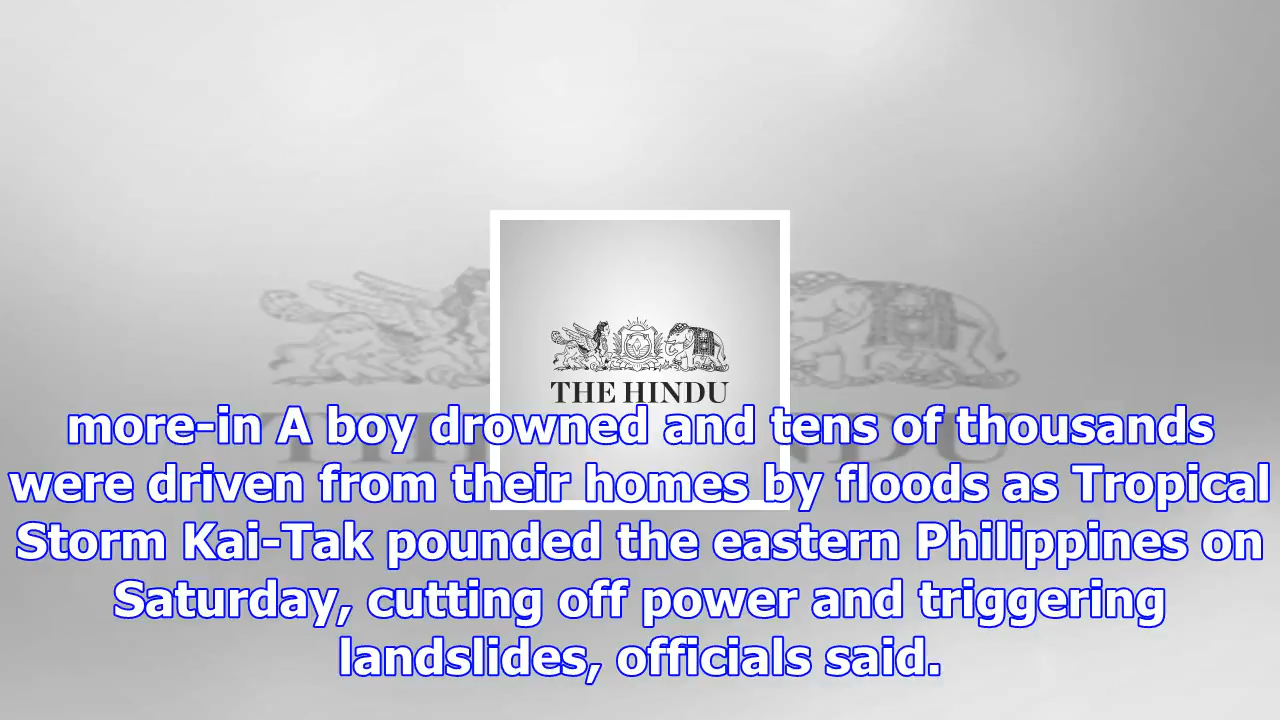 THE HINDU
more-in A boy drowned and tens of thousands
were driven from their homes by floods as Tropical
Storm Kai-Tak pounded the eastern Philippines on
Saturday, cutting off power and triggering
landslides, officials said.